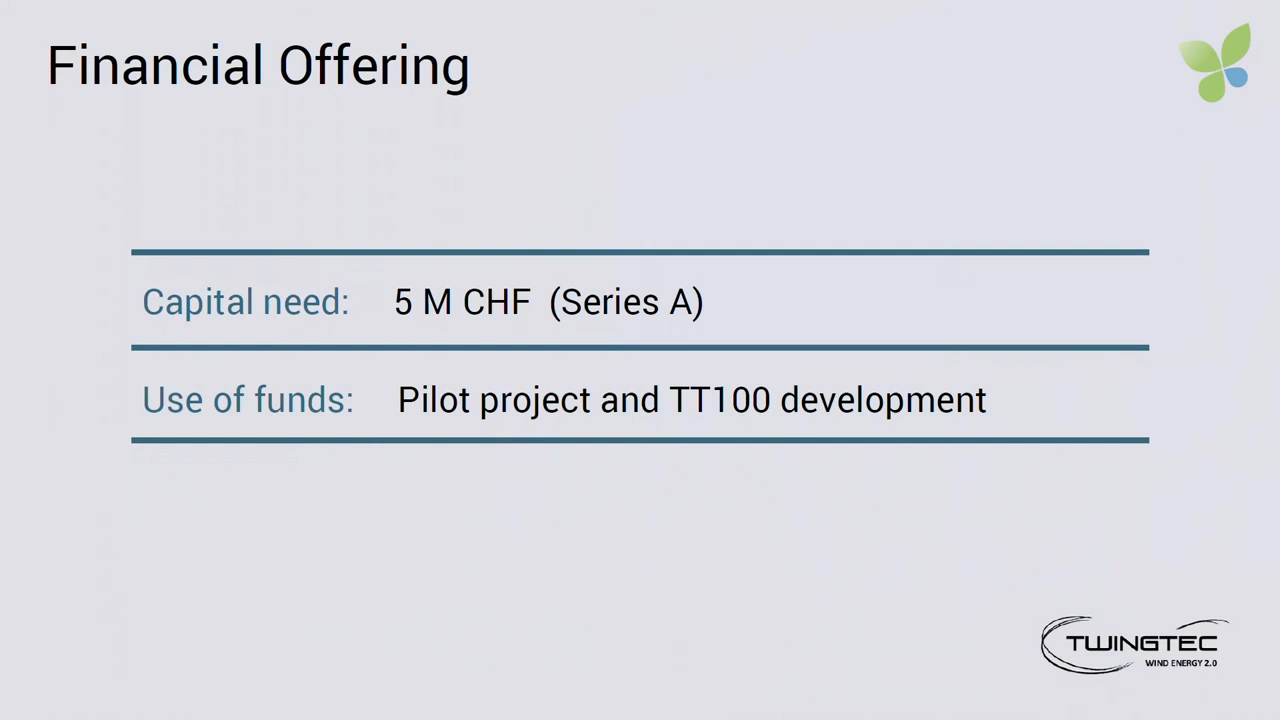 Financial Offering
Capital need: 5 M CHF (Series A)
Use of funds: Pilot project and TT100 development
TWINGTEC
WIND ENERGY 2.0